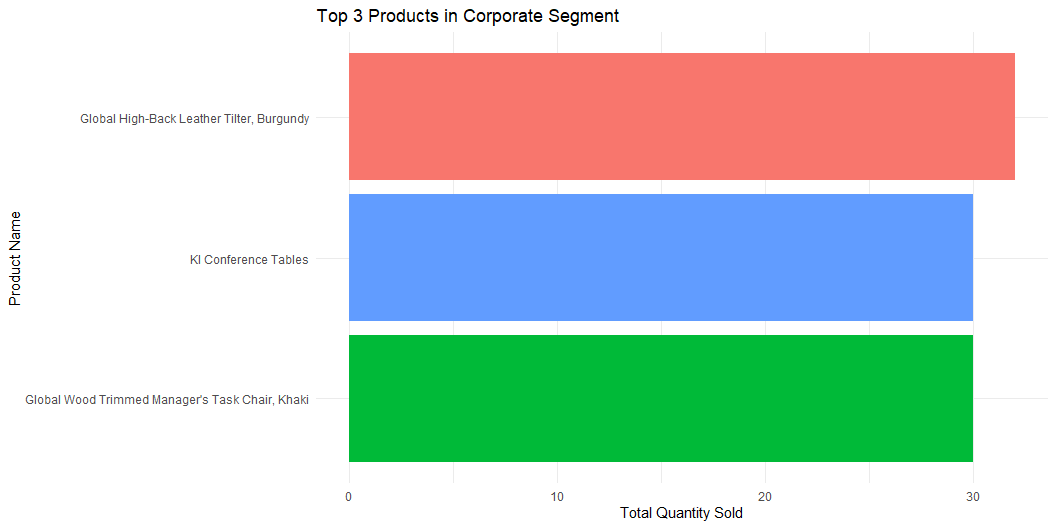 Top 3 Products in Corporate Segment
Product Name
Global High-Back Leather Tilter, Burgundy
KI Conference Tables
Global Wood Trimmed Manager's Task Chair, Khaki
0 10 20 30
Total Quantity Sold